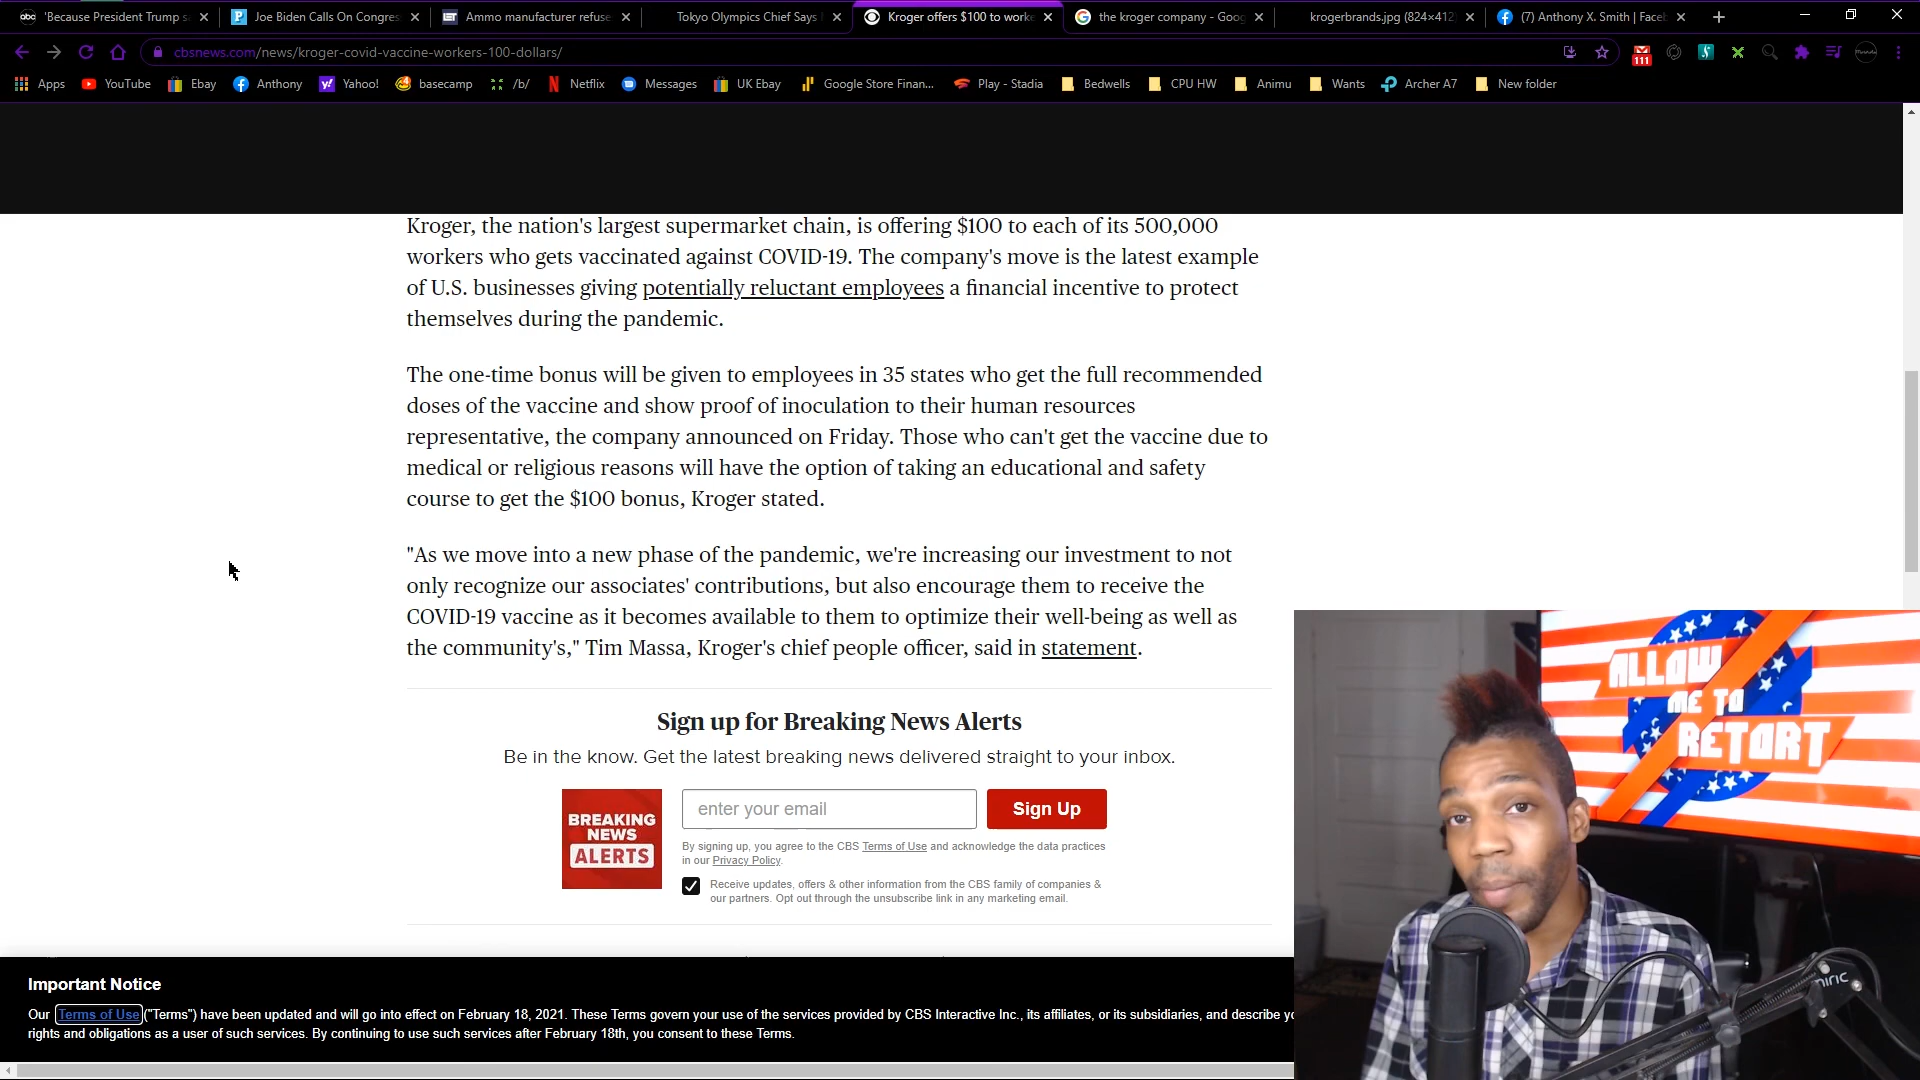 'Because President Trump s
Joe Biden Calls On Congres
Ammo manufacturer refuse
Tokyo Olympics Chief Says
Kroger offers $100 to worke
the kroger company - Goo
krogerbrands.jpg (824×412)
(7) Anthony X. Smith | Face
cbsnews.com/news/kroger-covid-vaccine-workers-100-dollars/
111
Apps
YouTube
Ebay
Anthony
Yahoo!
basecamp
/b/
Netflix
Messages
UK Ebay
Google Store Finan...
Play - Stadia
Bedwells
CPU HW
Animu
Wants
Archer A7
New folder
Kroger, the nation's largest supermarket chain, is offering $100 to each of its 500,000
workers who gets vaccinated against COVID-19. The company's move is the latest example
of U.S. businesses giving potentially reluctant employees a financial incentive to protect
themselves during the pandemic.
The one-time bonus will be given to employees in 35 states who get the full recommended
doses of the vaccine and show proof of inoculation to their human resources
representative, the company announced on Friday. Those who can't get the vaccine due to
medical or religious reasons will have the option of taking an educational and safety
course to get the $100 bonus, Kroger stated.
"As we move into a new phase of the pandemic, we're increasing our investment to not
only recognize our associates' contributions, but also encourage them to receive the
COVID-19 vaccine as it becomes available to them to optimize their well-being as well as
the community's," Tim Massa, Kroger's chief people officer, said in statement.
Sign up for Breaking News Alerts
Be in the know. Get the latest breaking news delivered straight to your inbox.
BREAKING
NEWS
ALERTS
enter your email
Sign Up
By signing up, you agree to the CBS Terms of Use and acknowledge the data practices
in our Privacy Policy.
Receive updates, offers & other information from the CBS family of companies &
our partners. Opt out through the unsubscribe link in any marketing email.
ALLOW
ME TO
RETORT
Important Notice
Our Terms of Use ("Terms") have been updated and will go into effect on February 18, 2021. These Terms govern your use of the services provided by CBS Interactive Inc., its affiliates, or its subsidiaries, and describe yo
rights and obligations as a user of such services. By continuing to use such services after February 18th, you consent to these Terms.